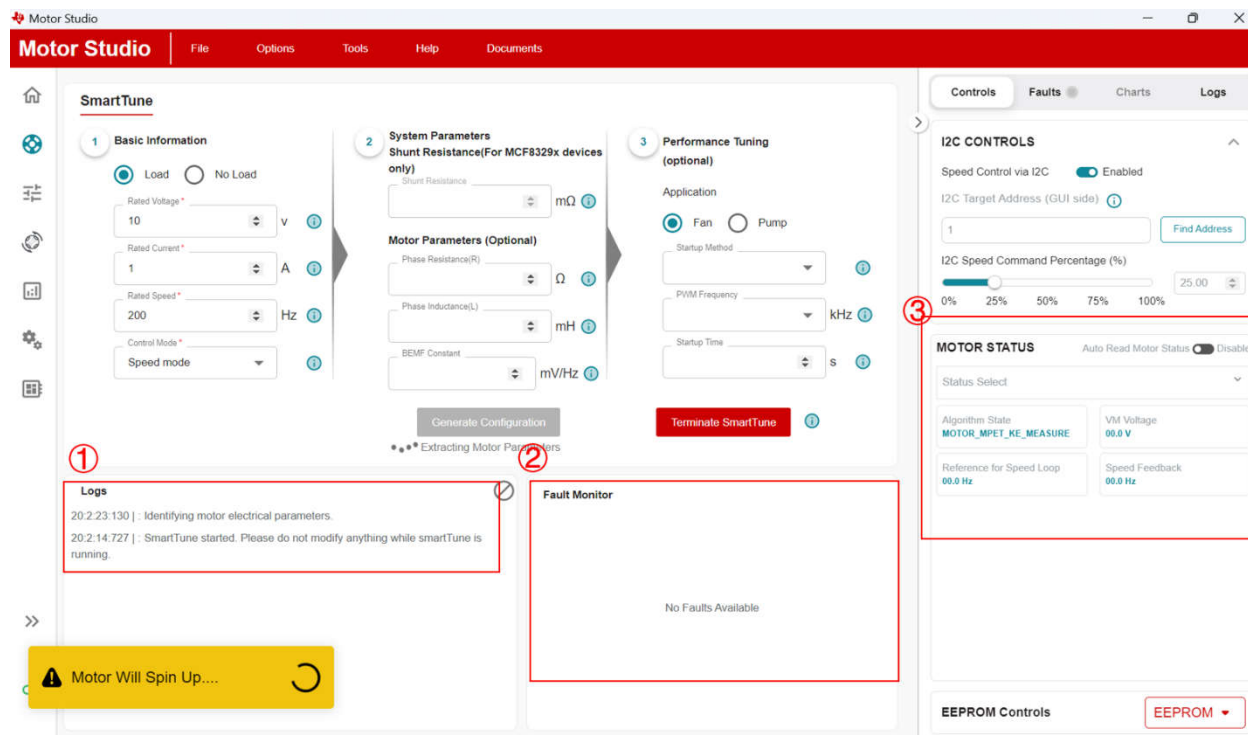 Motor Studio
Motor Studio
File
Options
Tools
Help
Documents
SmartTune
1
Basic Information
Load
No Load
Rated Voltage *
10
V
Rated Current *
1
A
Rated Speed *
200
Hz
Control Mode *
Speed mode
2
System Parameters
Shunt Resistance(For MCF8329x devices
only)
Shunt Resistance
mΩ
Motor Parameters (Optional)
Phase Resistance(R)
Ω
Phase Inductance(L)
mH
BEMF Constant
mV/Hz
Generate Configuration
Extracting Motor Parameters
3
Performance Tuning
(optional)
Application
Fan
Pump
Startup Method
PWM Frequency
kHz
Startup Time
s
Terminate SmartTune
①
Logs
20:2:23:130 | : Identifying motor electrical parameters.
20:2:14:727 | : SmartTune started. Please do not modify anything while smartTune is
running.
②
Fault Monitor
No Faults Available
Motor Will Spin Up....
Controls
Faults
Charts
Logs
I2C CONTROLS
Speed Control via I2C
Enabled
I2C Target Address (GUI side)
1
Find Address
I2C Speed Command Percentage (%)
25.00
0% 25% 50% 75% 100%
③
MOTOR STATUS
Auto Read Motor Status
Disable
Status Select
Algorithm State
MOTOR_MPET_KE_MEASURE
VM Voltage
00.0 V
Reference for Speed Loop
00.0 Hz
Speed Feedback
00.0 Hz
EEPROM Controls
EEPROM